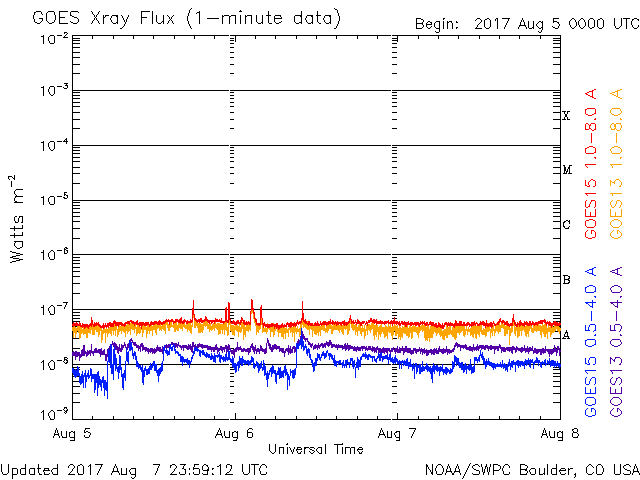 GOES Xray Flux (1-minute data)
Begin: 2017 Aug 5 0000 UTC
10-2
10-3
10-4
10-5
10-6
10-7
10-8
10-9
Watts m-2
X
M
C
B
A
GOES15 1.0-8.0 A
GOES13 1.0-8.0 A
GOES15 0.5-4.0 A
GOES13 0.5-4.0 A
Aug 5
Aug 6
Aug 7
Aug 8
Universal Time
Updated 2017 Aug 7 23:59:12 UTC
NOAA/SWPC Boulder, CO USA